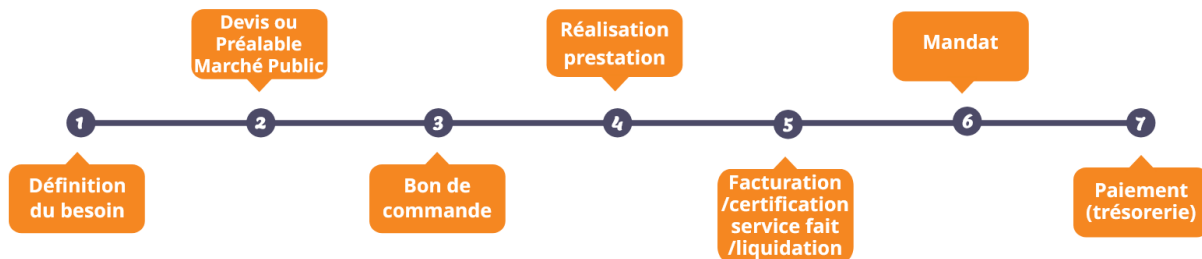 Devis ou
Préalable
Marché Public
Réalisation
prestation
Mandat
1
2
3
4
5
6
7
Définition
du besoin
Bon de
commande
Facturation
/certification
service fait
/liquidation
Paiement
(trésorerie)